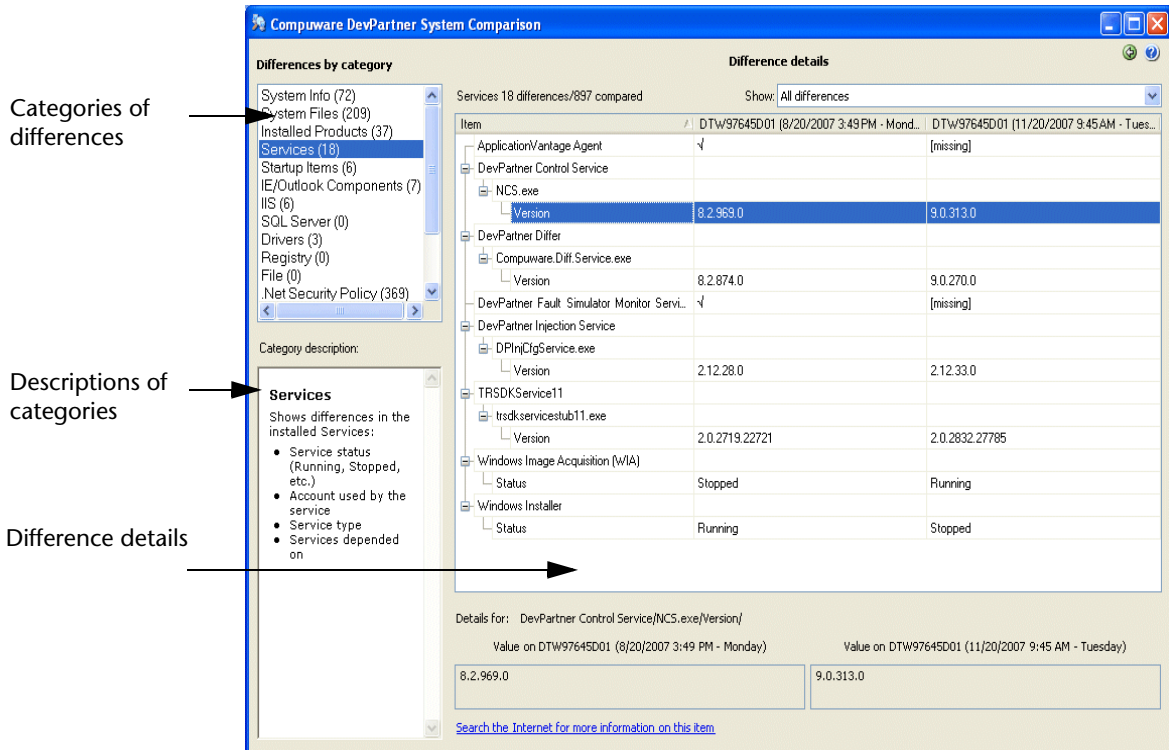 Compuware DevPartner System Comparison
Differences by category
Difference details
Categories of
differences
System Info (72)
System Files (209)
Installed Products (37)
Services (18)
Startup Items (6)
IE/Outlook Components (7)
IIS (6)
SQL Server (0)
Drivers (3)
Registry (0)
File (0)
.Net Security Policy (369)
Services 18 differences/897 compared
Show: All differences
Item DTW97645D01 (8/20/2007 3:49 PM - Mond... DTW97645D01 (11/20/2007 9:45 AM - Tues...
ApplicationVantage Agent √ [missing]
DevPartner Control Service
NCS.exe
Version 8.2.969.0 9.0.313.0
DevPartner Differ
Compuware.Diff.Service.exe
Version 8.2.874.0 9.0.270.0
DevPartner Fault Simulator Monitor Servi... √ [missing]
DevPartner Injection Service
DPInjCfgService.exe
Version 2.12.28.0 2.12.33.0
TRSDKService11
trsdkservicestub11.exe
Version 2.0.2719.22721 2.0.2832.27785
Windows Image Acquisition (WIA)
Status Stopped Running
Windows Installer
Status Running Stopped
Category description:
Descriptions of
categories
Services
Shows differences in the
installed Services:
• Service status
(Running, Stopped,
etc.)
• Account used by the
service
• Service type
• Services depended
on
Difference details
Details for: DevPartner Control Service/NCS.exe/Version/
Value on DTW97645D01 (8/20/2007 3:49 PM - Monday) Value on DTW97645D01 (11/20/2007 9:45 AM - Tuesday)
8.2.969.0 9.0.313.0
Search the Internet for more information on this item